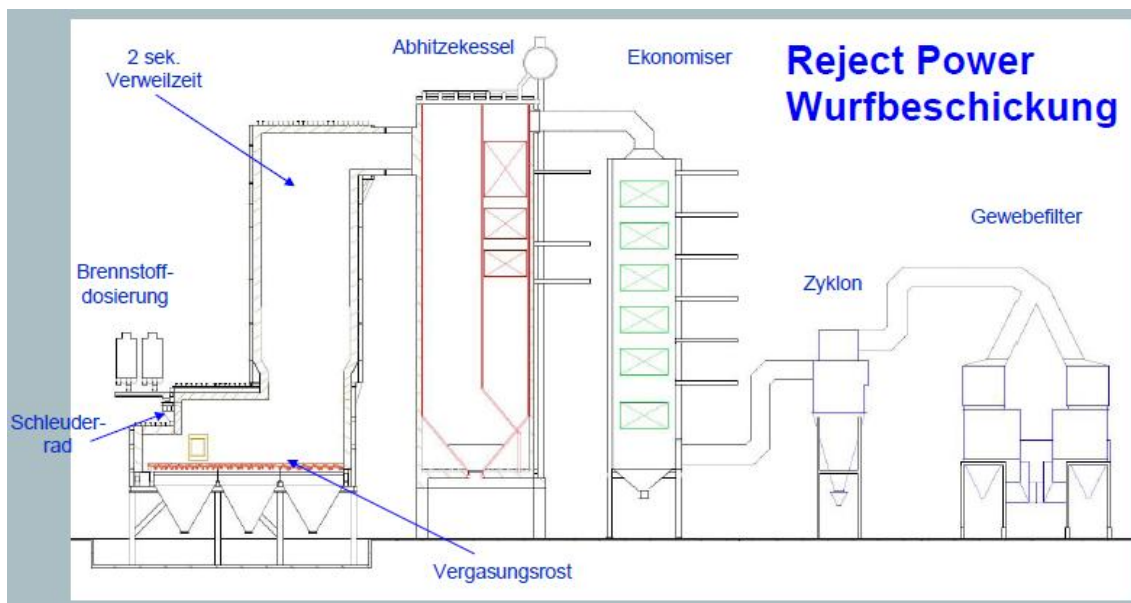 Reject Power
Wurfbeschickung
2 sek.
Verweilzeit
Abhitzekessel
Ekonomiser
Gewebefilter
Brennstoff-
dosierung
Zyklon
Schleuder-
rad
Vergasungsrost